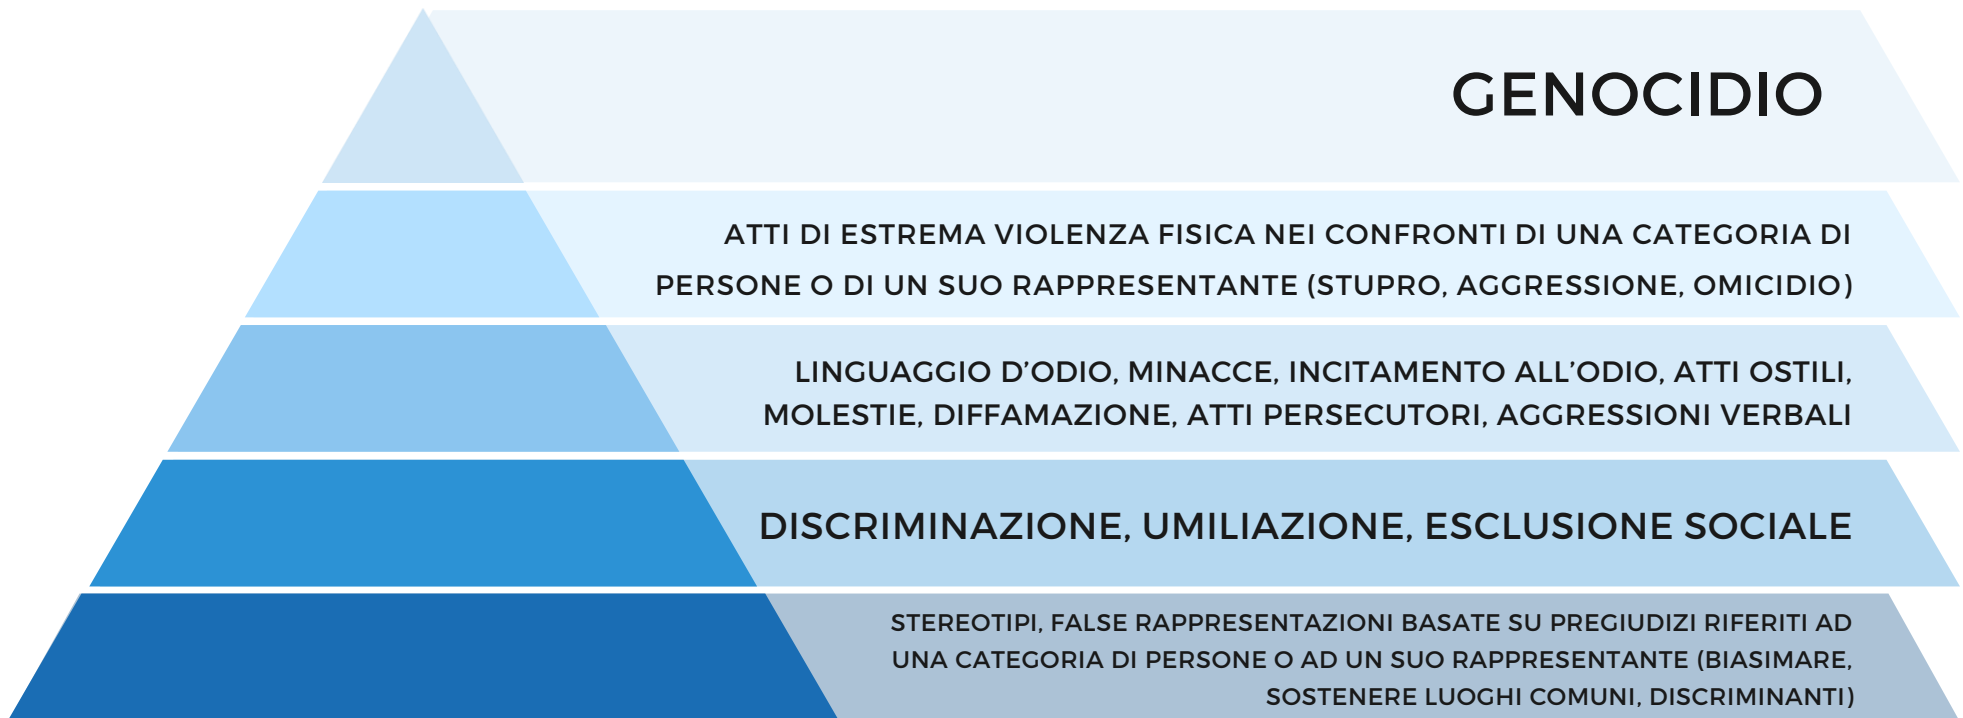 GENOCIDIO
ATTI DI ESTREMA VIOLENZA FISICA NEI CONFRONTI DI UNA CATEGORIA DI
PERSONE O DI UN SUO RAPPRESENTANTE (STUPRO, AGGRESSIONE, OMICIDIO)
LINGUAGGIO D’ODIO, MINACCE, INCITAMENTO ALL’ODIO, ATTI OSTILI,
MOLESTIE, DIFFAMAZIONE, ATTI PERSECUTORI, AGGRESSIONI VERBALI
DISCRIMINAZIONE, UMILIAZIONE, ESCLUSIONE SOCIALE
STEREOTIPI, FALSE RAPPRESENTAZIONI BASATE SU PREGIUDIZI RIFERITI AD
UNA CATEGORIA DI PERSONE O AD UN SUO RAPPRESENTANTE (BIASIMARE,
SOSTENERE LUOGHI COMUNI, DISCRIMINANTI)